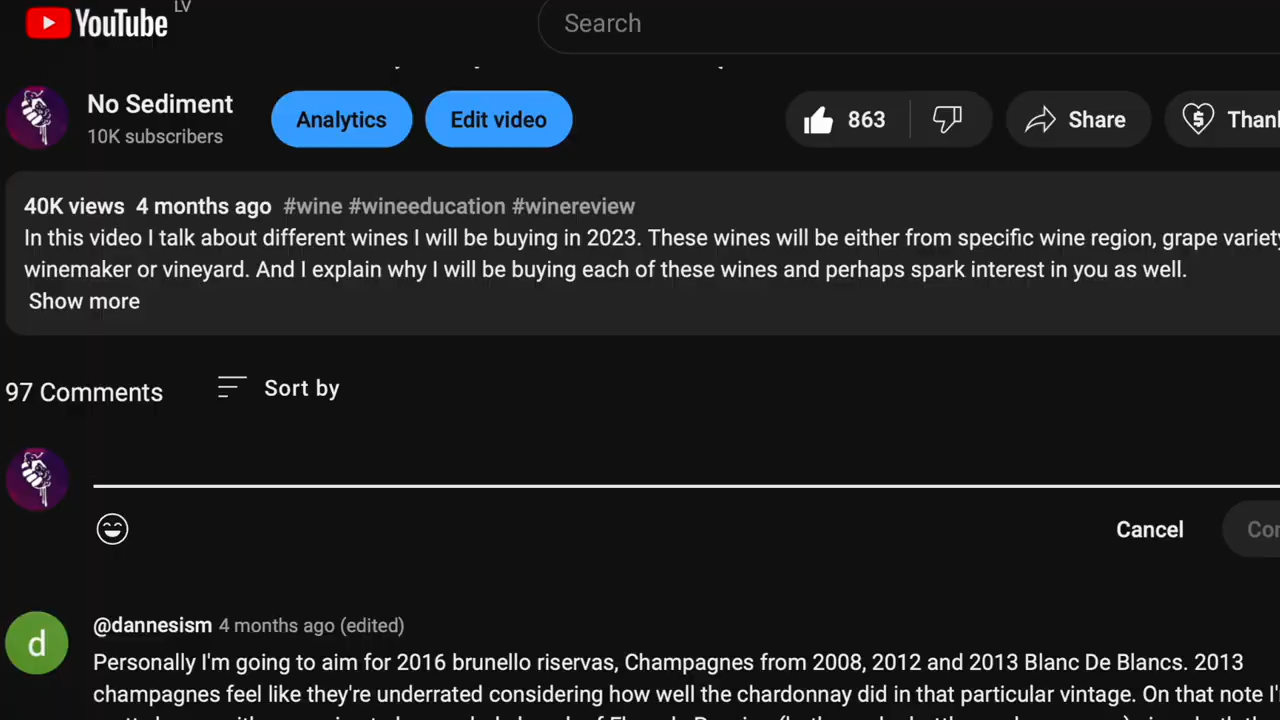 YouTube LV
Search
No Sediment
10K subscribers
Analytics
Edit video
863
Share
Than
40K views 4 months ago #wine #wineeducation #winereview
In this video I talk about different wines I will be buying in 2023. These wines will be either from specific wine region, grape variety
winemaker or vineyard. And I explain why I will be buying each of these wines and perhaps spark interest in you as well.
Show more
97 Comments
Sort by
Cancel
Co
d
@dannesism 4 months ago (edited)
Personally I'm going to aim for 2016 brunello riservas, Champagnes from 2008, 2012 and 2013 Blanc De Blancs. 2013
champagnes feel like they're underrated considering how well the chardonnay did in that particular vintage. On that note I'